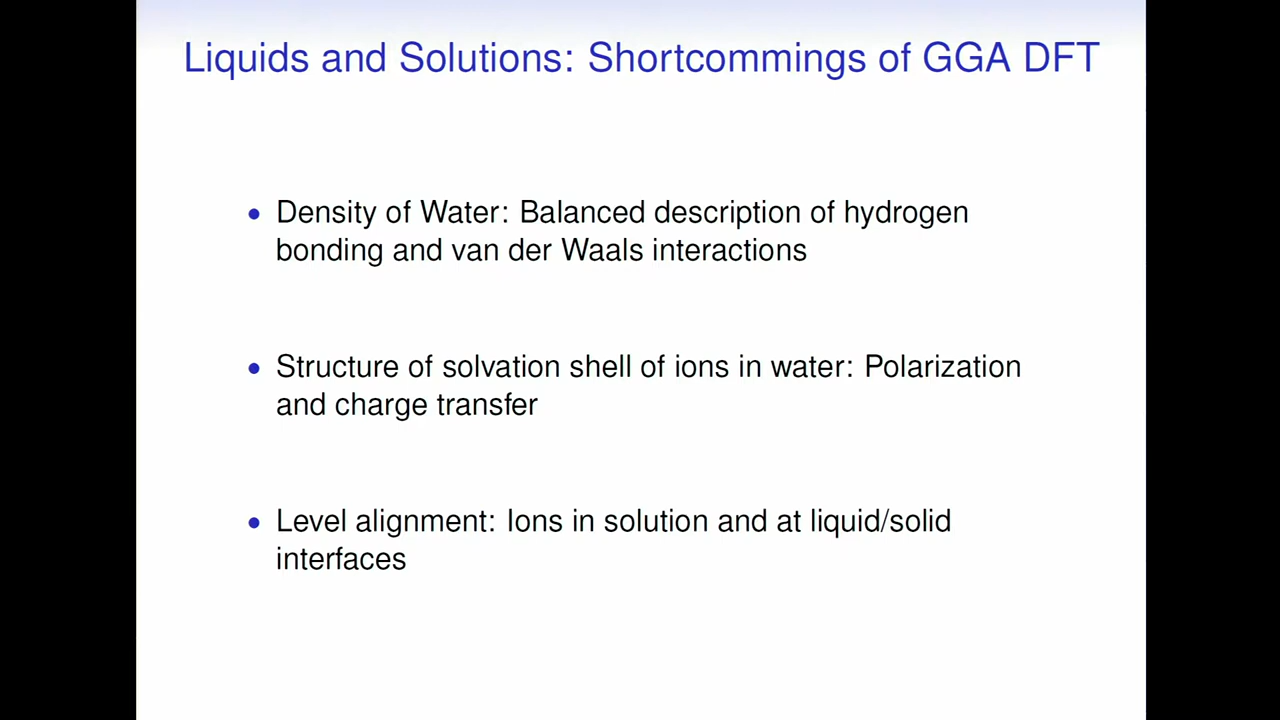 Liquids and Solutions: Shortcommings of GGA DFT
• Density of Water: Balanced description of hydrogen
bonding and van der Waals interactions
• Structure of solvation shell of ions in water: Polarization
and charge transfer
• Level alignment: Ions in solution and at liquid/solid
interfaces